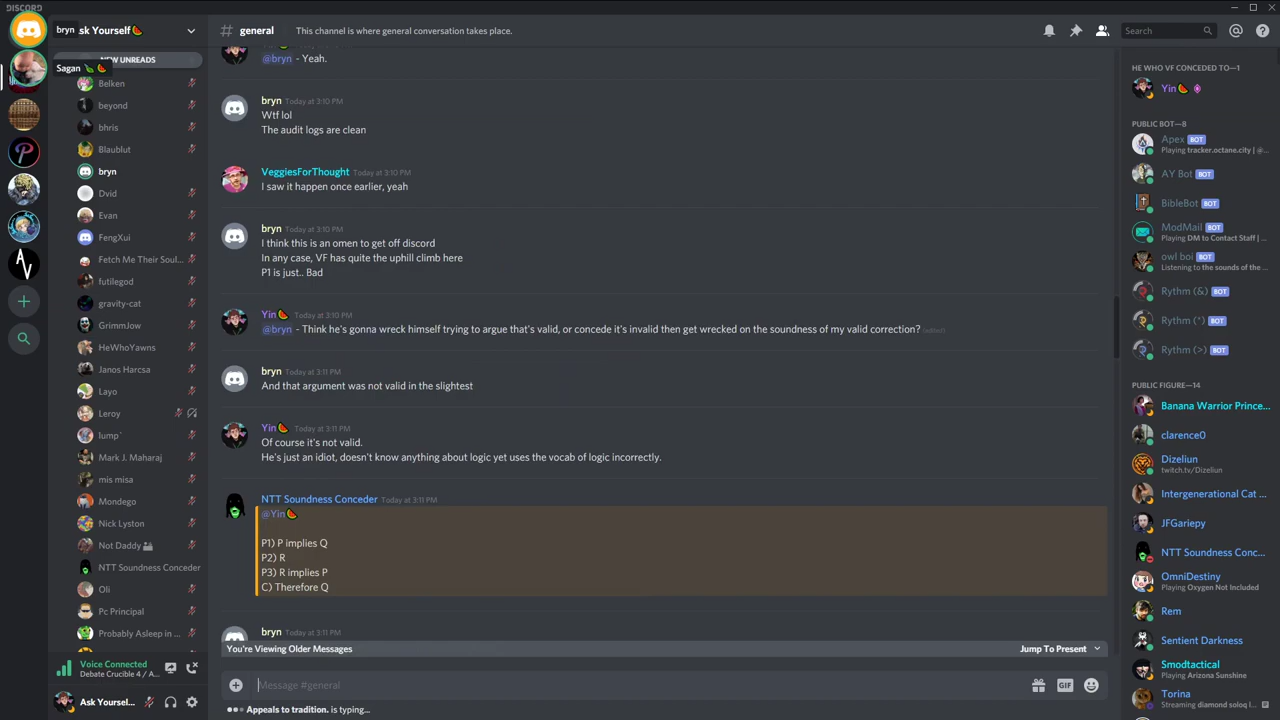 DISCORD
bryn
Ask Yourself🍉
Sagan
NEW UNREADS
Belken
beyond
bhris
Blaublut
bryn
Dvid
Evan
FengXui
Fetch Me Their Soul...
futilegod
gravity-cat
GrimmJow
HeWhoYawns
Janos Harcsa
Layo
Leroy
lump`
Mark J. Maharaj
mis misa
Mondego
Nick Lyston
Not Daddy
NTT Soundness Conceder
Oli
Pc Principal
Probably Asleep in ...
Voice Connected
Debate Crucible 4 / A...
Ask Yoursel...
# general
This channel is where general conversation takes place.
Search
@bryn - Yeah.
bryn Today at 3:10 PM
Wtf lol
The audit logs are clean
VeggiesForThought Today at 3:10 PM
I saw it happen once earlier, yeah
bryn Today at 3:10 PM
I think this is an omen to get off discord
In any case, VF has quite the uphill climb here
P1 is just.. Bad
Yin🍉 Today at 3:10 PM
@bryn - Think he's gonna wreck himself trying to argue that's valid, or concede it's invalid then get wrecked on the soundness of my valid correction? (edited)
bryn Today at 3:11 PM
And that argument was not valid in the slightest
Yin🍉 Today at 3:11 PM
Of course it's not valid.
He's just an idiot, doesn't know anything about logic yet uses the vocab of logic incorrectly.
NTT Soundness Conceder Today at 3:11 PM
@Yin🍉
P1) P implies Q
P2) R
P3) R implies P
C) Therefore Q
bryn Today at 3:11 PM
You're Viewing Older Messages
Jump To Present
Message #general
GIF
Appeals to tradition. is typing...
HE WHO VF CONCEDED TO—1
Yin🍉
PUBLIC BOT—8
Apex BOT
Playing tracker.octane.city | @...
AY Bot BOT
BibleBot BOT
ModMail BOT
Playing DM to Contact Staff | ...
owl boi BOT
Listening to the sounds of the ...
Rythm (&) BOT
Rythm (*) BOT
Rythm (>) BOT
PUBLIC FIGURE—14
Banana Warrior Prince...
clarence0
Dizeliun
twitch.tv/Dizeliun
Intergenerational Cat ...
JFGariepy
NTT Soundness Conc...
OmniDestiny
Playing Oxygen Not Included
Rem
Sentient Darkness
Smodtactical
Playing Arizona Sunshine
Torina
Streaming diamond soloq l...